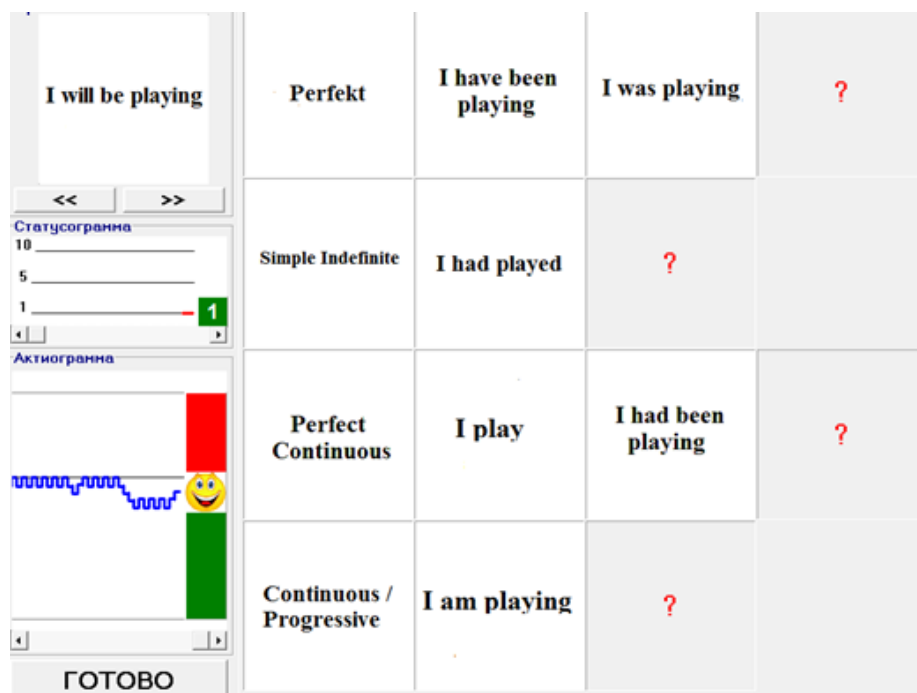 I will be playing
<< >>
Статусограмма
10
5
1
1
Актиограмма
ГОТОВО
Perfekt
I have been
playing
I was playing
?
Simple Indefinite
I had played
?
Perfect
Continuous
I play
I had been
playing
?
Continuous /
Progressive
I am playing
?